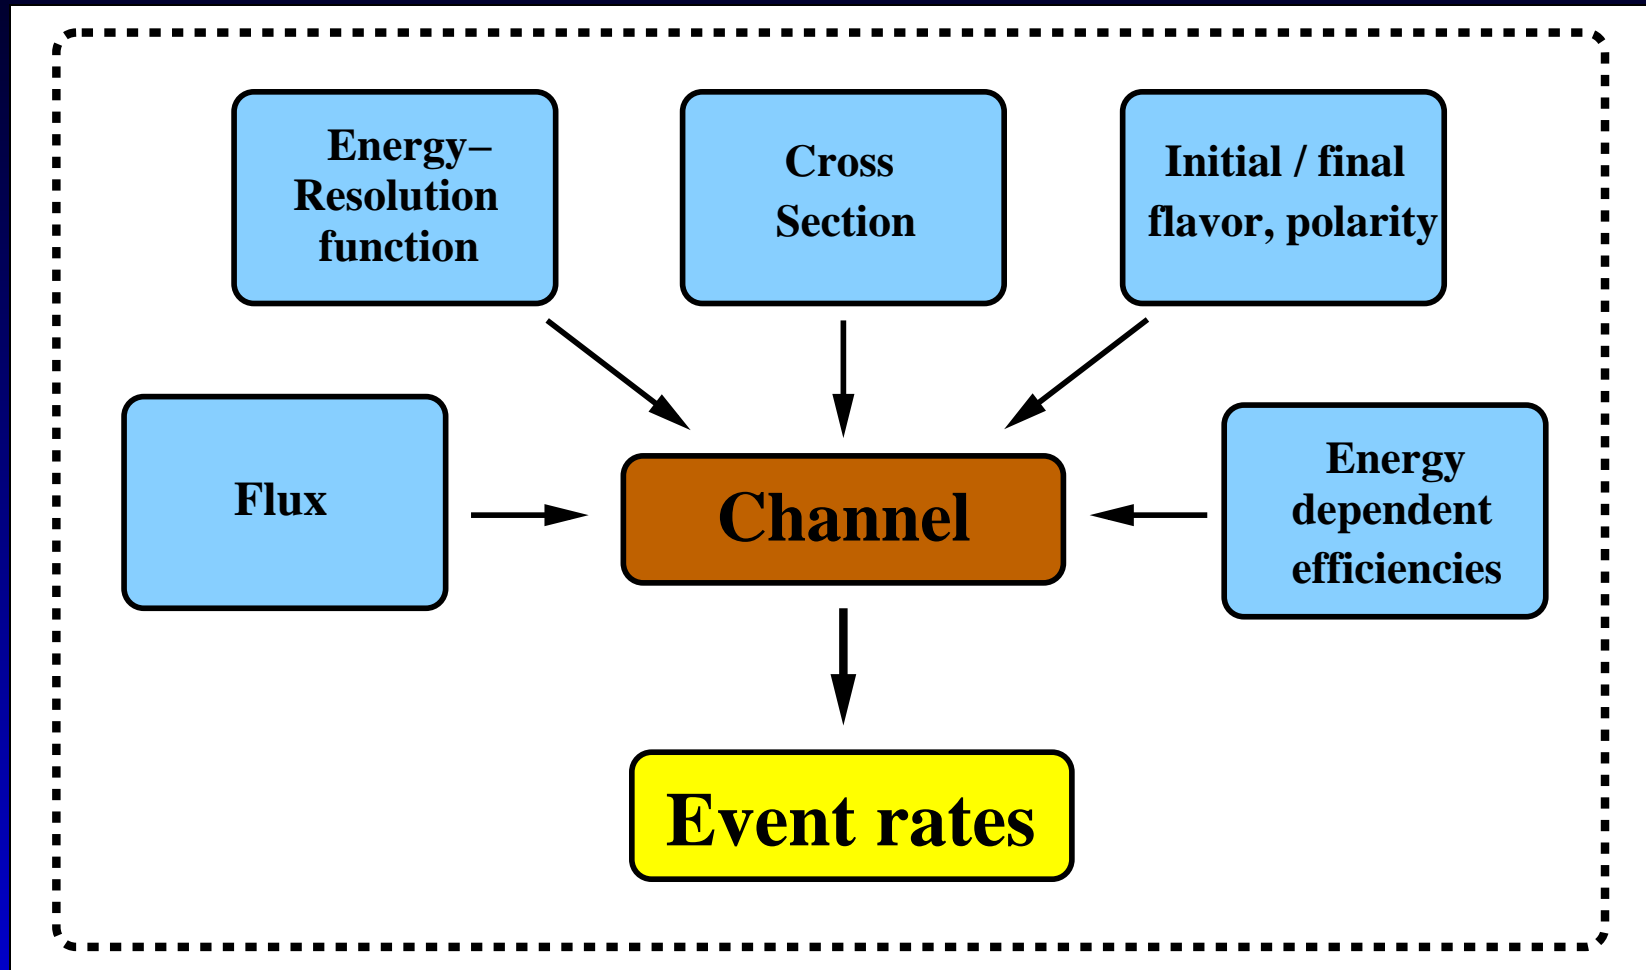 Energy–
Resolution
function
Cross
Section
Initial / final
flavor, polarity
Flux
Channel
Energy
dependent
efficiencies
Event rates